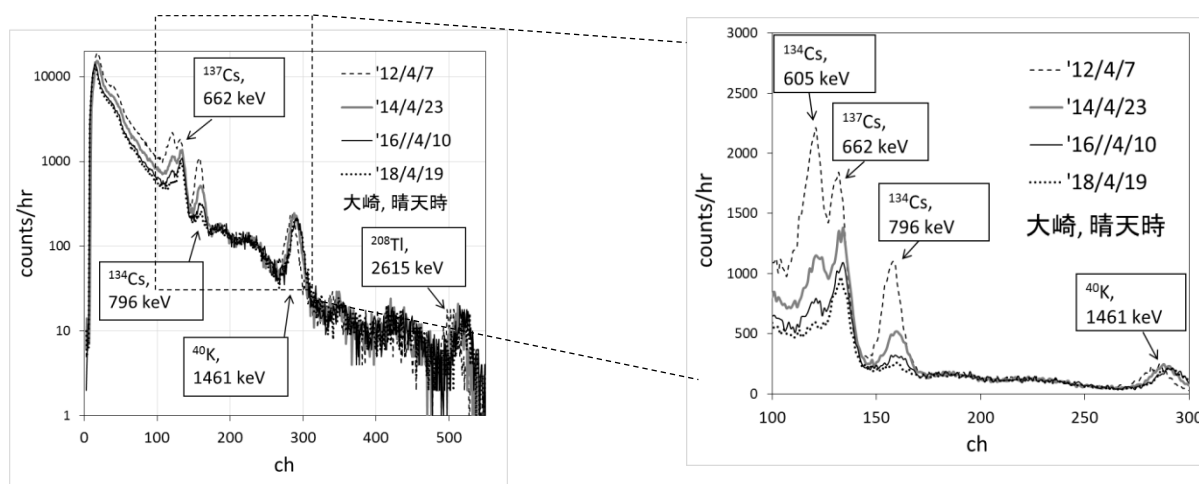 10000
1000
100
10
1
counts/hr
0
100
200
300
400
500
ch
¹³⁷Cs,
662 keV
'12/4/7
'14/4/23
'16//4/10
'18/4/19
大崎, 晴天時
²⁰⁸Tl,
2615 keV
¹³⁴Cs,
796 keV
⁴⁰K,
1461 keV
3000
2500
2000
1500
1000
500
0
counts/hr
100
150
200
250
300
ch
¹³⁴Cs,
605 keV
¹³⁷Cs,
662 keV
¹³⁴Cs,
796 keV
'12/4/7
'14/4/23
'16//4/10
'18/4/19
大崎, 晴天時
⁴⁰K,
1461 keV